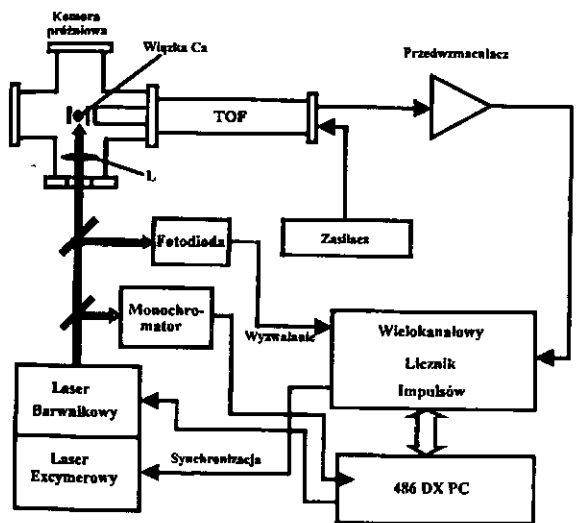 Kamera
próżniowa
Wiązka Ca
Przedwzmacniacz
TOF
L
Fotodioda
Zasilacz
Monochro-
mator
Wyzwalanie
Wielokanałowy
Licznik
Impulsów
Laser
Barwnikowy
Laser
Excymerowy
Synchronizacja
486 DX PC